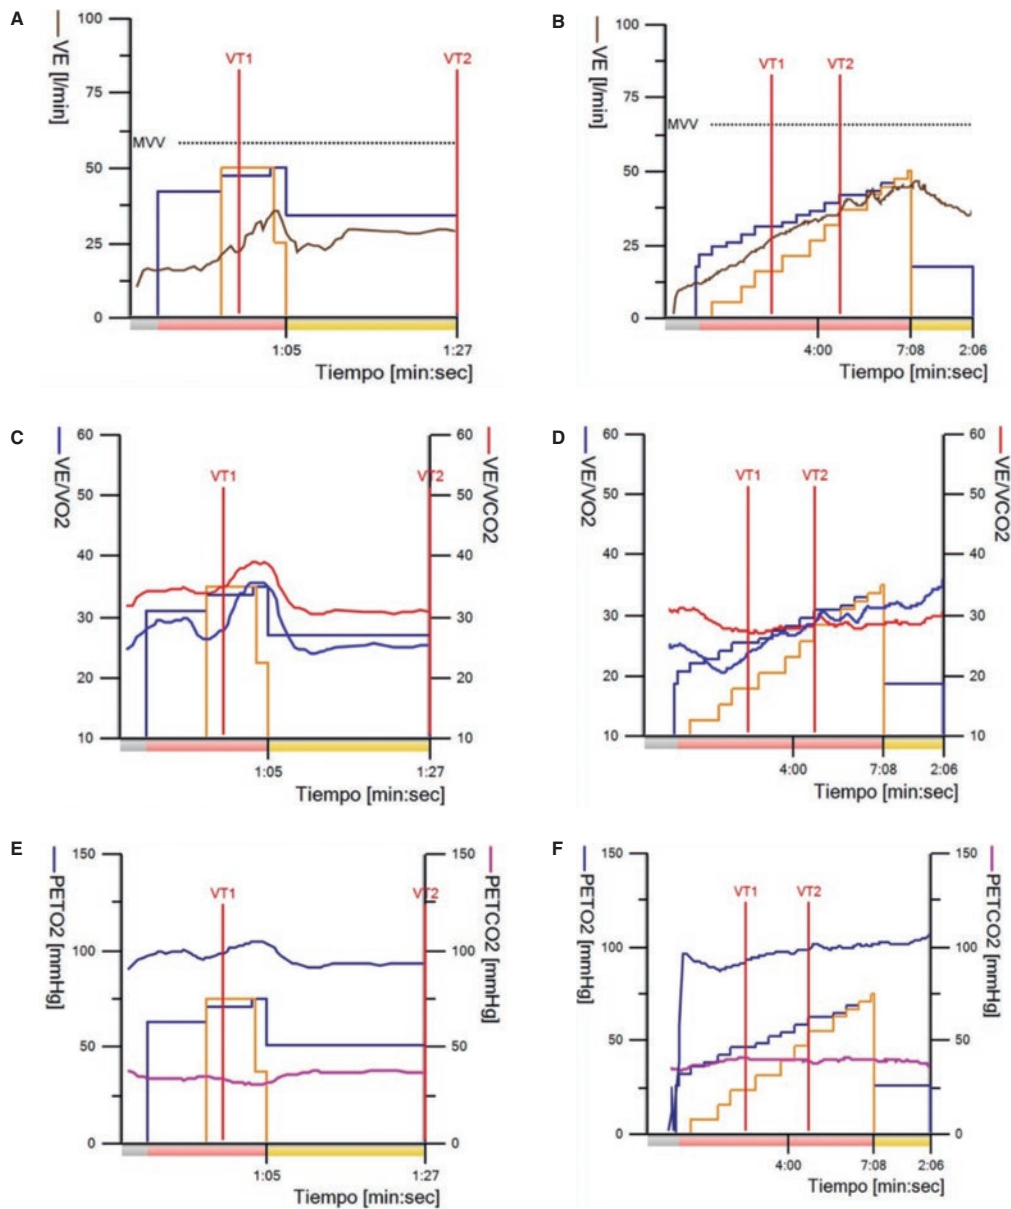 A
VE [l/min]
100
75
50
25
0
MVV
VT1
VT2
1:05
1:27
Tiempo [min:sec]
B
VE [l/min]
100
75
50
25
0
MVV
VT1
VT2
4:00
7:08
2:06
Tiempo [min:sec]
C
VE/VO2
60
50
40
30
20
10
VT1
VT2
60
50
40
30
20
10
VE/VCO2
1:05
1:27
Tiempo [min:sec]
D
VE/VO2
60
50
40
30
20
10
VT1
VT2
60
50
40
30
20
10
VE/VCO2
4:00
7:08
2:06
Tiempo [min:sec]
E
PETO2 [mmHg]
150
100
50
0
VT1
VT2
150
100
50
0
PETCO2 [mmHg]
1:05
1:27
Tiempo [min:sec]
F
PETO2 [mmHg]
150
100
50
0
VT1
VT2
150
100
50
0
PETCO2 [mmHg]
4:00
7:08
2:06
Tiempo [min:sec]